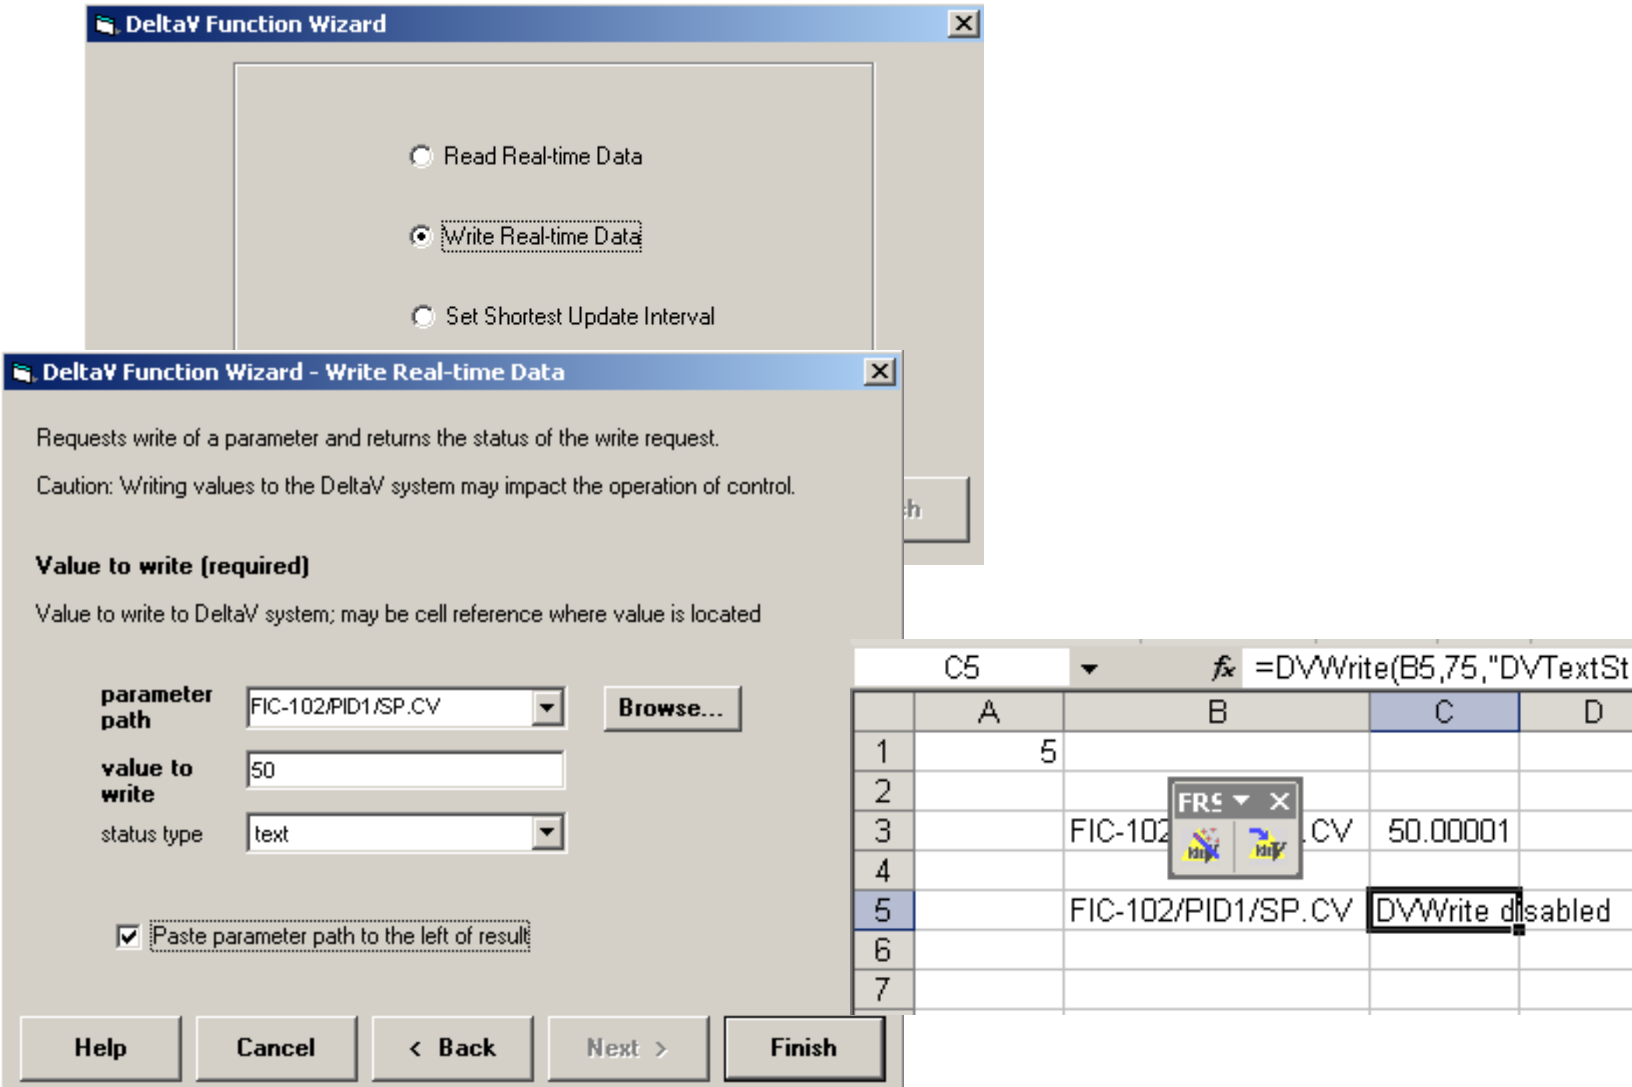 DeltaV Function Wizard
Read Real-time Data
Write Real-time Data
Set Shortest Update Interval
DeltaV Function Wizard - Write Real-time Data
Requests write of a parameter and returns the status of the write request.
Caution: Writing values to the DeltaV system may impact the operation of control.
Value to write (required)
Value to write to DeltaV system; may be cell reference where value is located
parameter path
FIC-102/PID1/SP.CV
Browse...
value to write
50
status type
text
Paste parameter path to the left of result
Help
Cancel
< Back
Next >
Finish
C5 fx =DVWrite(B5,75,"DVTextSt
A B C D
1 5
2
FRS
3 FIC-102 .CV 50.00001
4
5 FIC-102/PID1/SP.CV DVWrite disabled
6
7